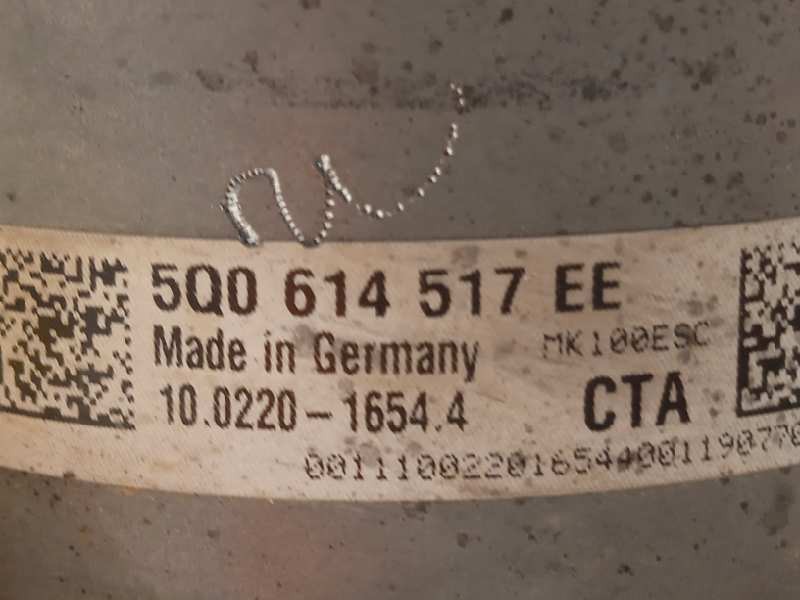 5Q0 614 517 EE
Made in Germany MK100ESC
10.0220-1654.4 CTA
00111002201654400119077